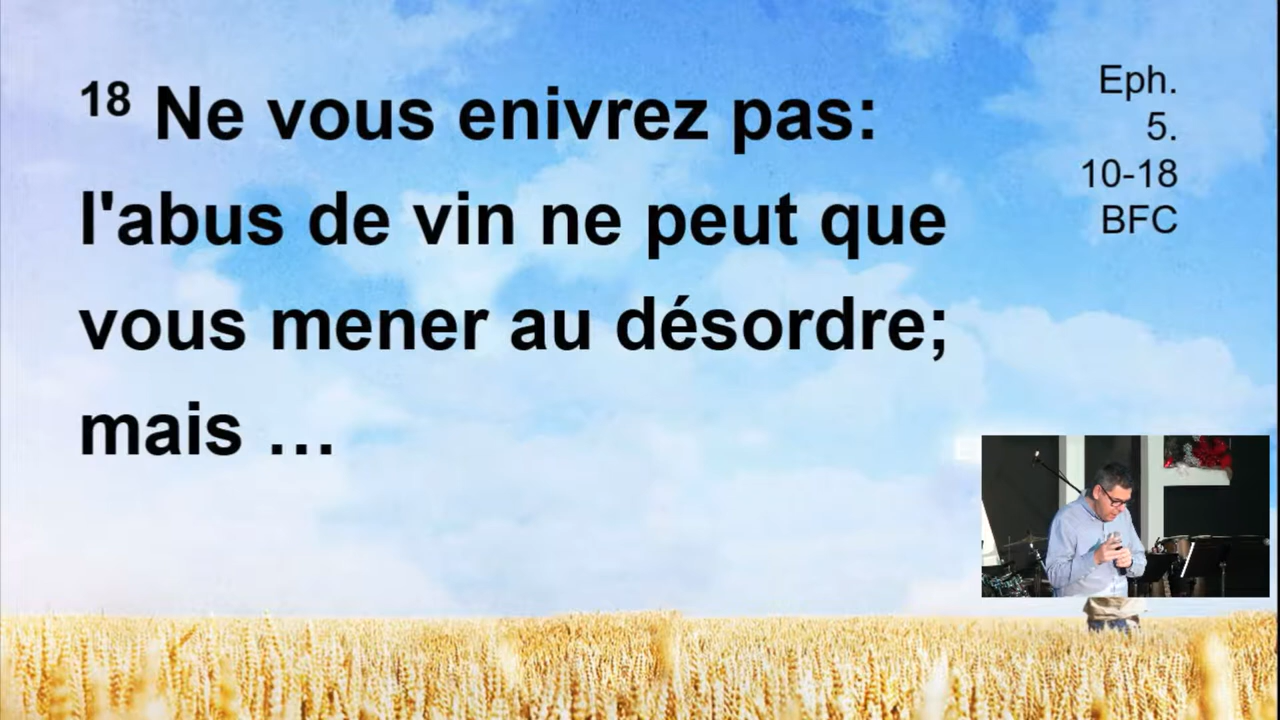 18 Ne vous enivrez pas:
l'abus de vin ne peut que
vous mener au désordre;
mais …
Eph.
5.
10-18
BFC